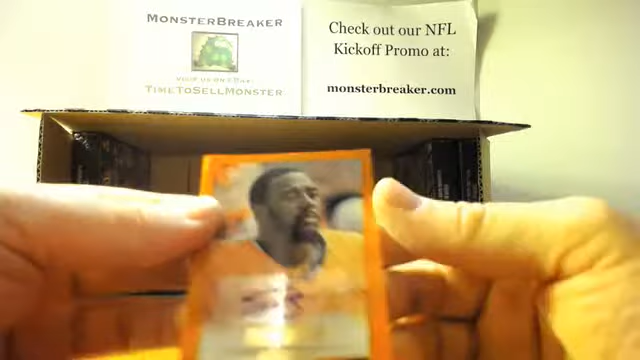 MONSTERBREAKER
TIMETOSELLMONSTER
Check out our NFL
Kickoff Promo at:
monsterbreaker.com